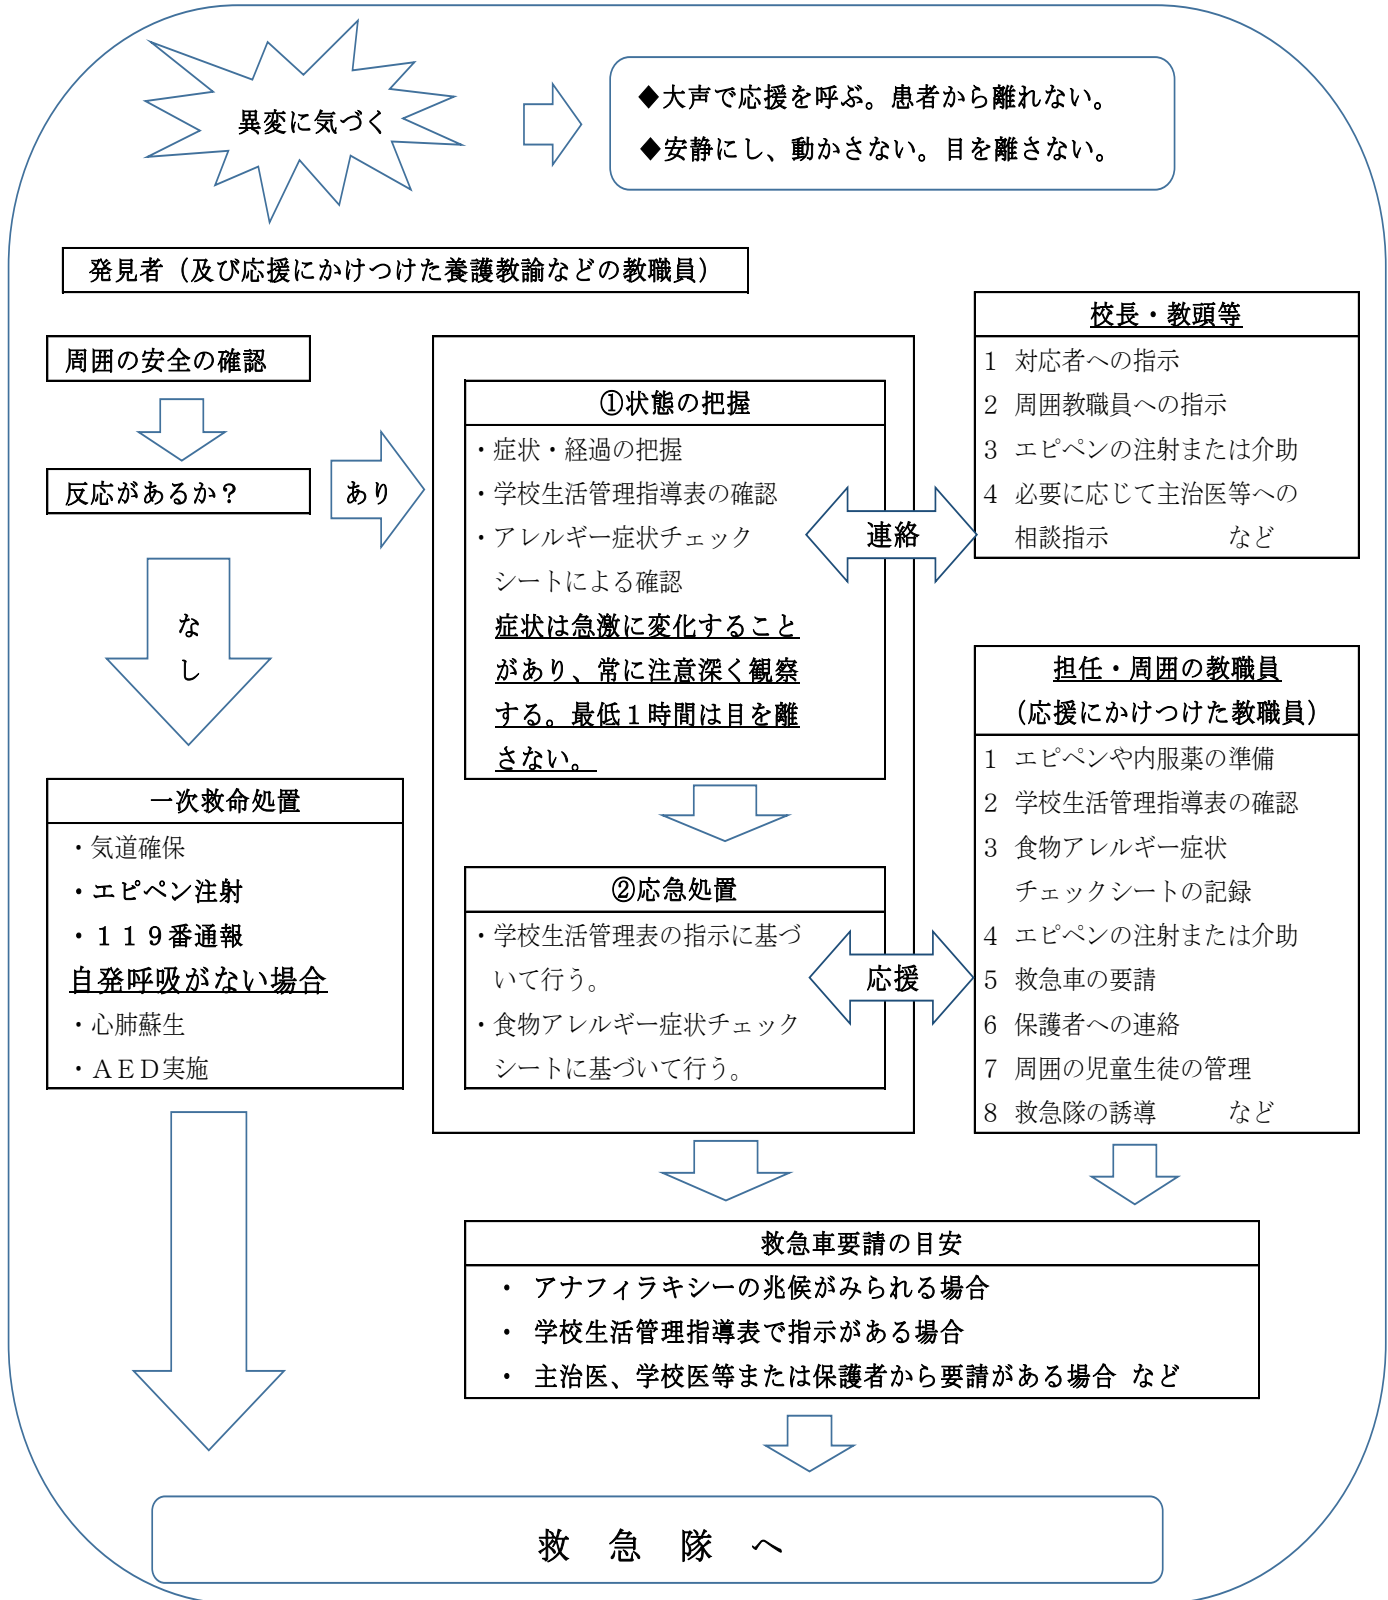 異変に気づく
◆大声で応援を呼ぶ。患者から離れない。
◆安静にし、動かさない。目を離さない。
発見者（及び応援にかけつけた養護教諭などの教職員）
周囲の安全の確認
反応があるか？
あり
な
し
一次救命処置
・気道確保
・エピペン注射
・１１９番通報
自発呼吸がない場合
・心肺蘇生
・ＡＥＤ実施
①状態の把握
・症状・経過の把握
・学校生活管理指導表の確認
・アレルギー症状チェック
シートによる確認
症状は急激に変化すること
があり、常に注意深く観察
する。最低１時間は目を離
さない。
②応急処置
・学校生活管理表の指示に基づ
いて行う。
・食物アレルギー症状チェック
シートに基づいて行う。
連絡
応援
校長・教頭等
1 対応者への指示
2 周囲教職員への指示
3 エピペンの注射または介助
4 必要に応じて主治医等への
相談指示 など
担任・周囲の教職員
（応援にかけつけた教職員）
1 エピペンや内服薬の準備
2 学校生活管理指導表の確認
3 食物アレルギー症状
チェックシートの記録
4 エピペンの注射または介助
5 救急車の要請
6 保護者への連絡
7 周囲の児童生徒の管理
8 救急隊の誘導 など
救急車要請の目安
・ アナフィラキシーの兆候がみられる場合
・ 学校生活管理指導表で指示がある場合
・ 主治医、学校医等または保護者から要請がある場合 など
救 急 隊 へ